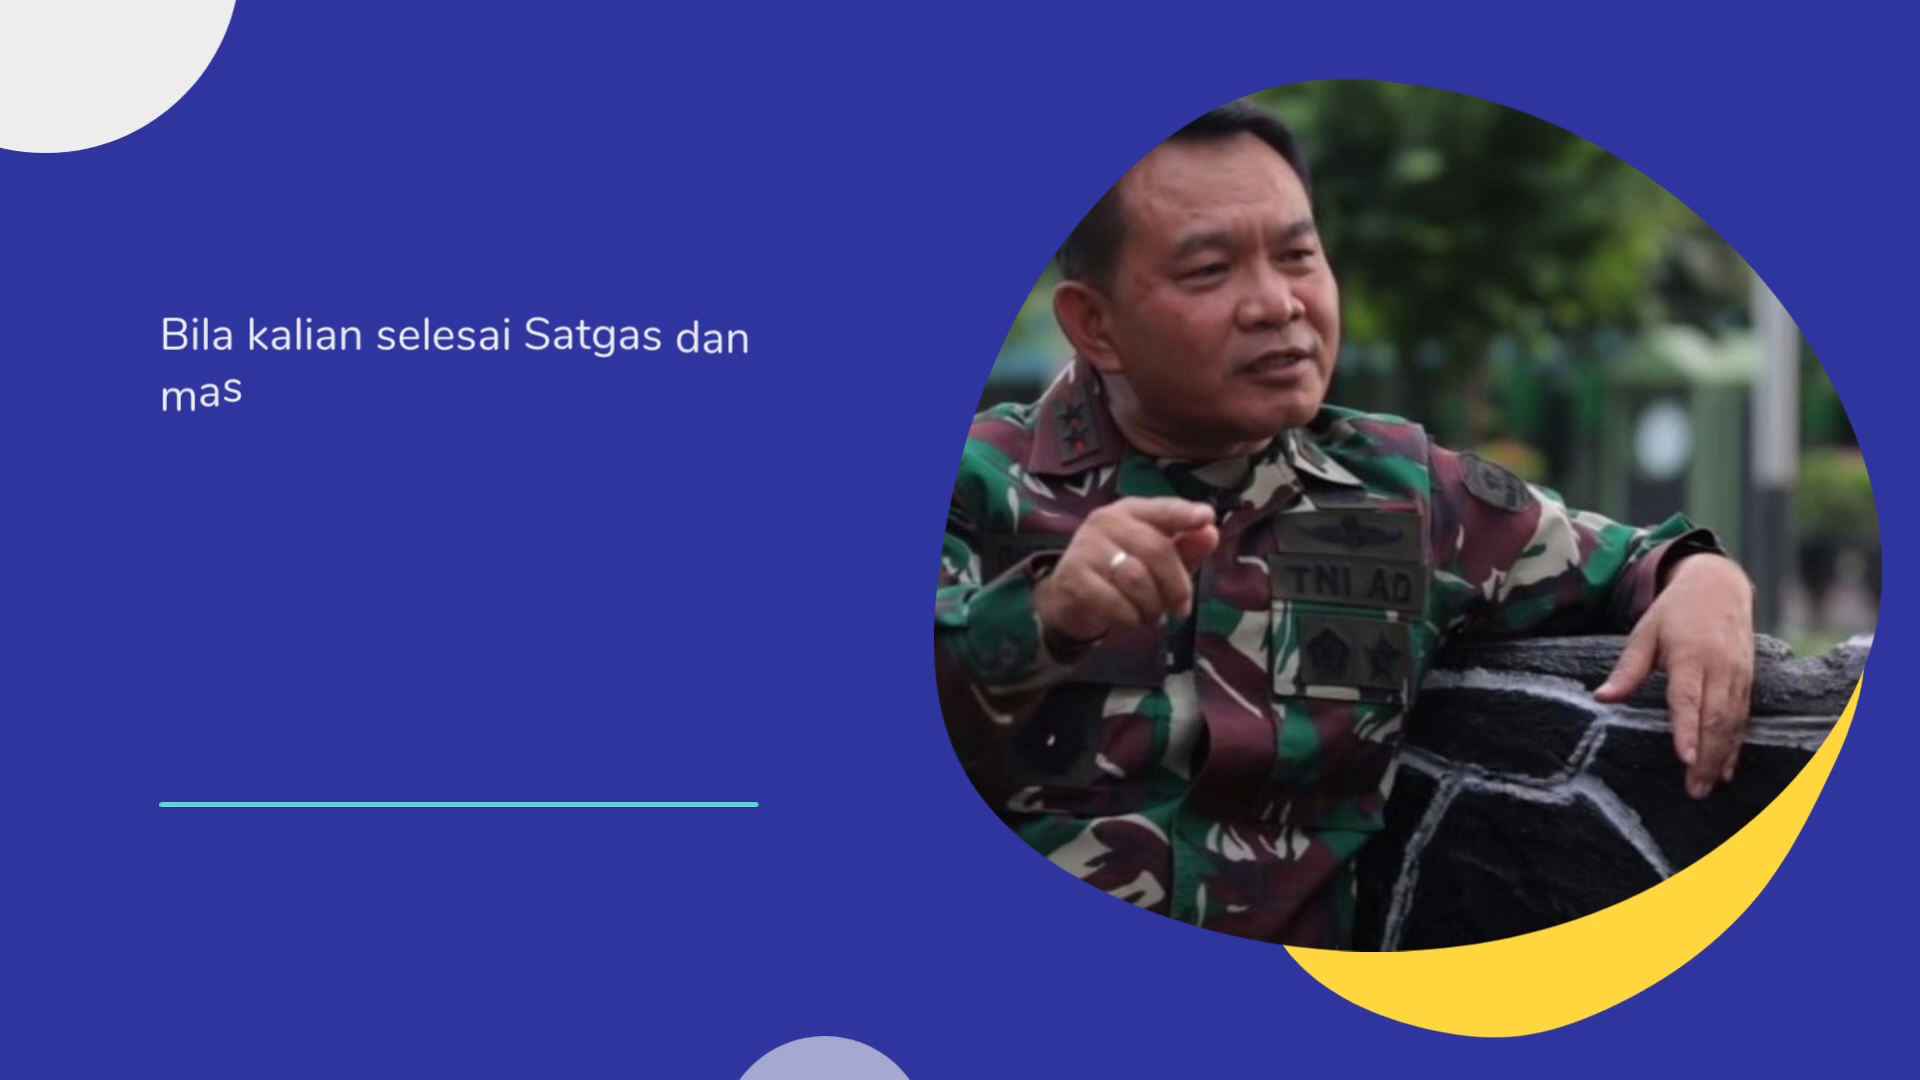 Bila kalian selesai Satgas dan
mas
TNI AD